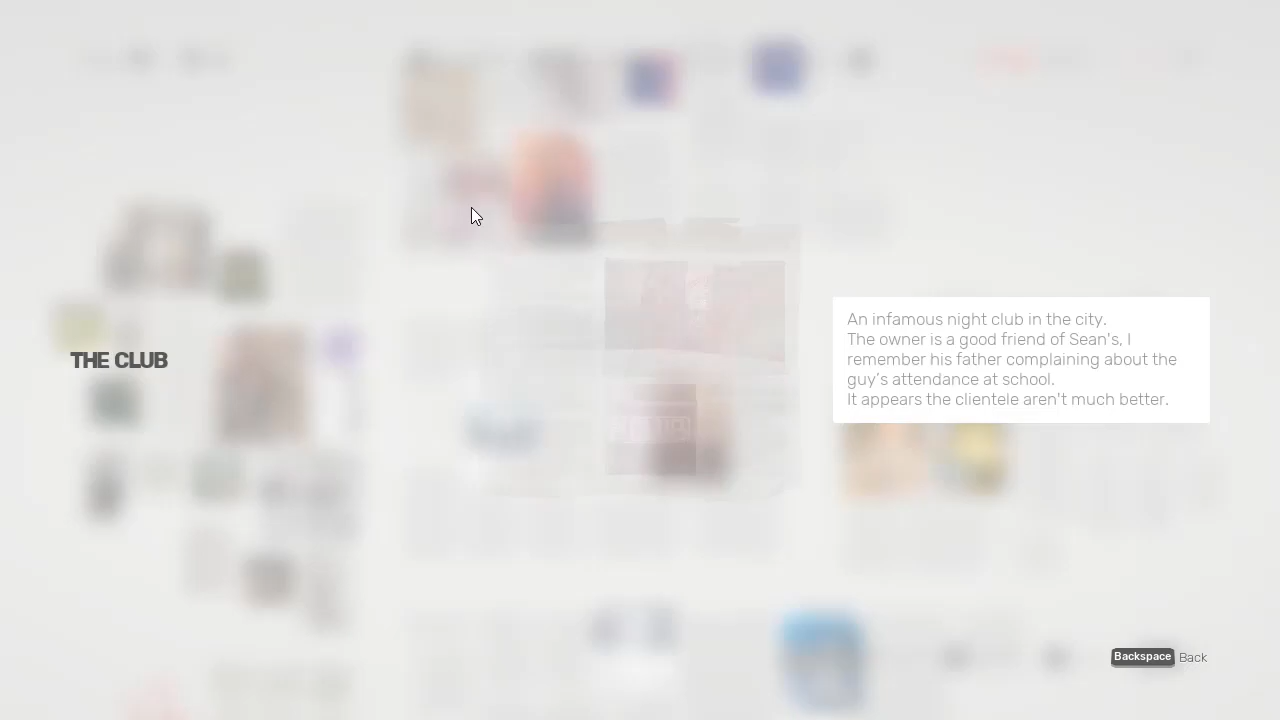 THE CLUB
An infamous night club in the city.
The owner is a good friend of Sean's, I
remember his father complaining about the
guy's attendance at school.
It appears the clientele aren't much better.
Backspace Back